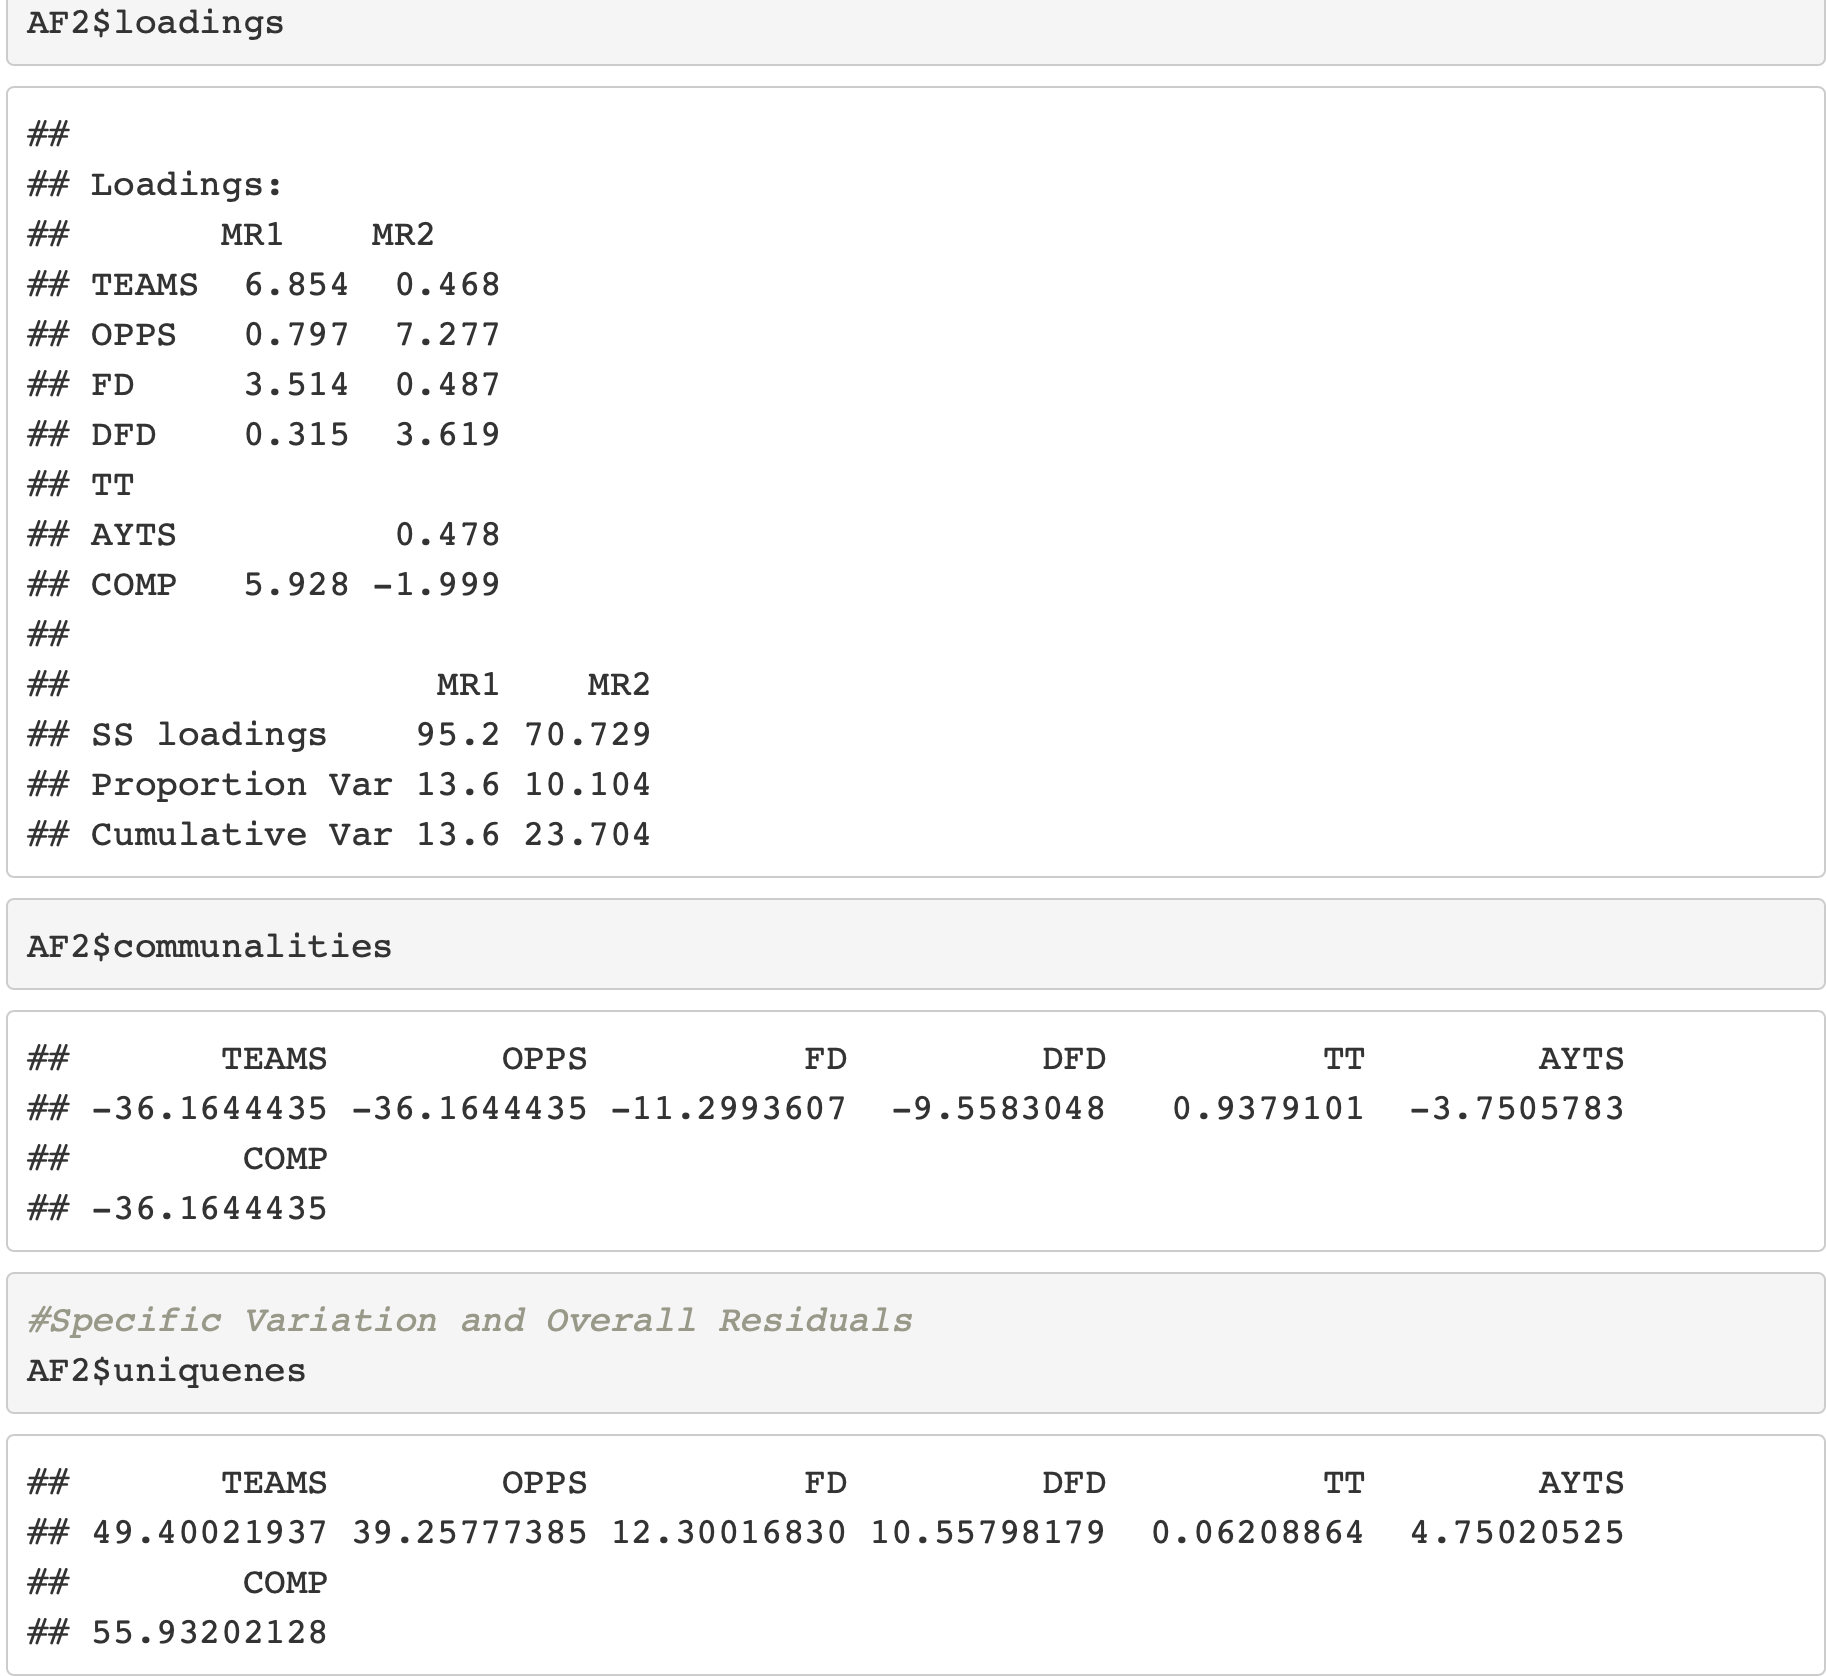 AF2$loadings
##
## Loadings:
##       MR1    MR2
## TEAMS  6.854  0.468
## OPPS   0.797  7.277
## FD     3.514  0.487
## DFD    0.315  3.619
## TT
## AYTS          0.478
## COMP   5.928 -1.999
##
##                 MR1    MR2
## SS loadings    95.2 70.729
## Proportion Var 13.6 10.104
## Cumulative Var 13.6 23.704
AF2$communalities
##       TEAMS        OPPS          FD         DFD          TT        AYTS
## -36.1644435 -36.1644435 -11.2993607  -9.5583048   0.9379101  -3.7505783
##        COMP
## -36.1644435
#Specific Variation and Overall Residuals
AF2$uniquenes
##       TEAMS        OPPS          FD         DFD          TT        AYTS
## 49.40021937 39.25777385 12.30016830 10.55798179  0.06208864  4.75020525
##        COMP
## 55.93202128